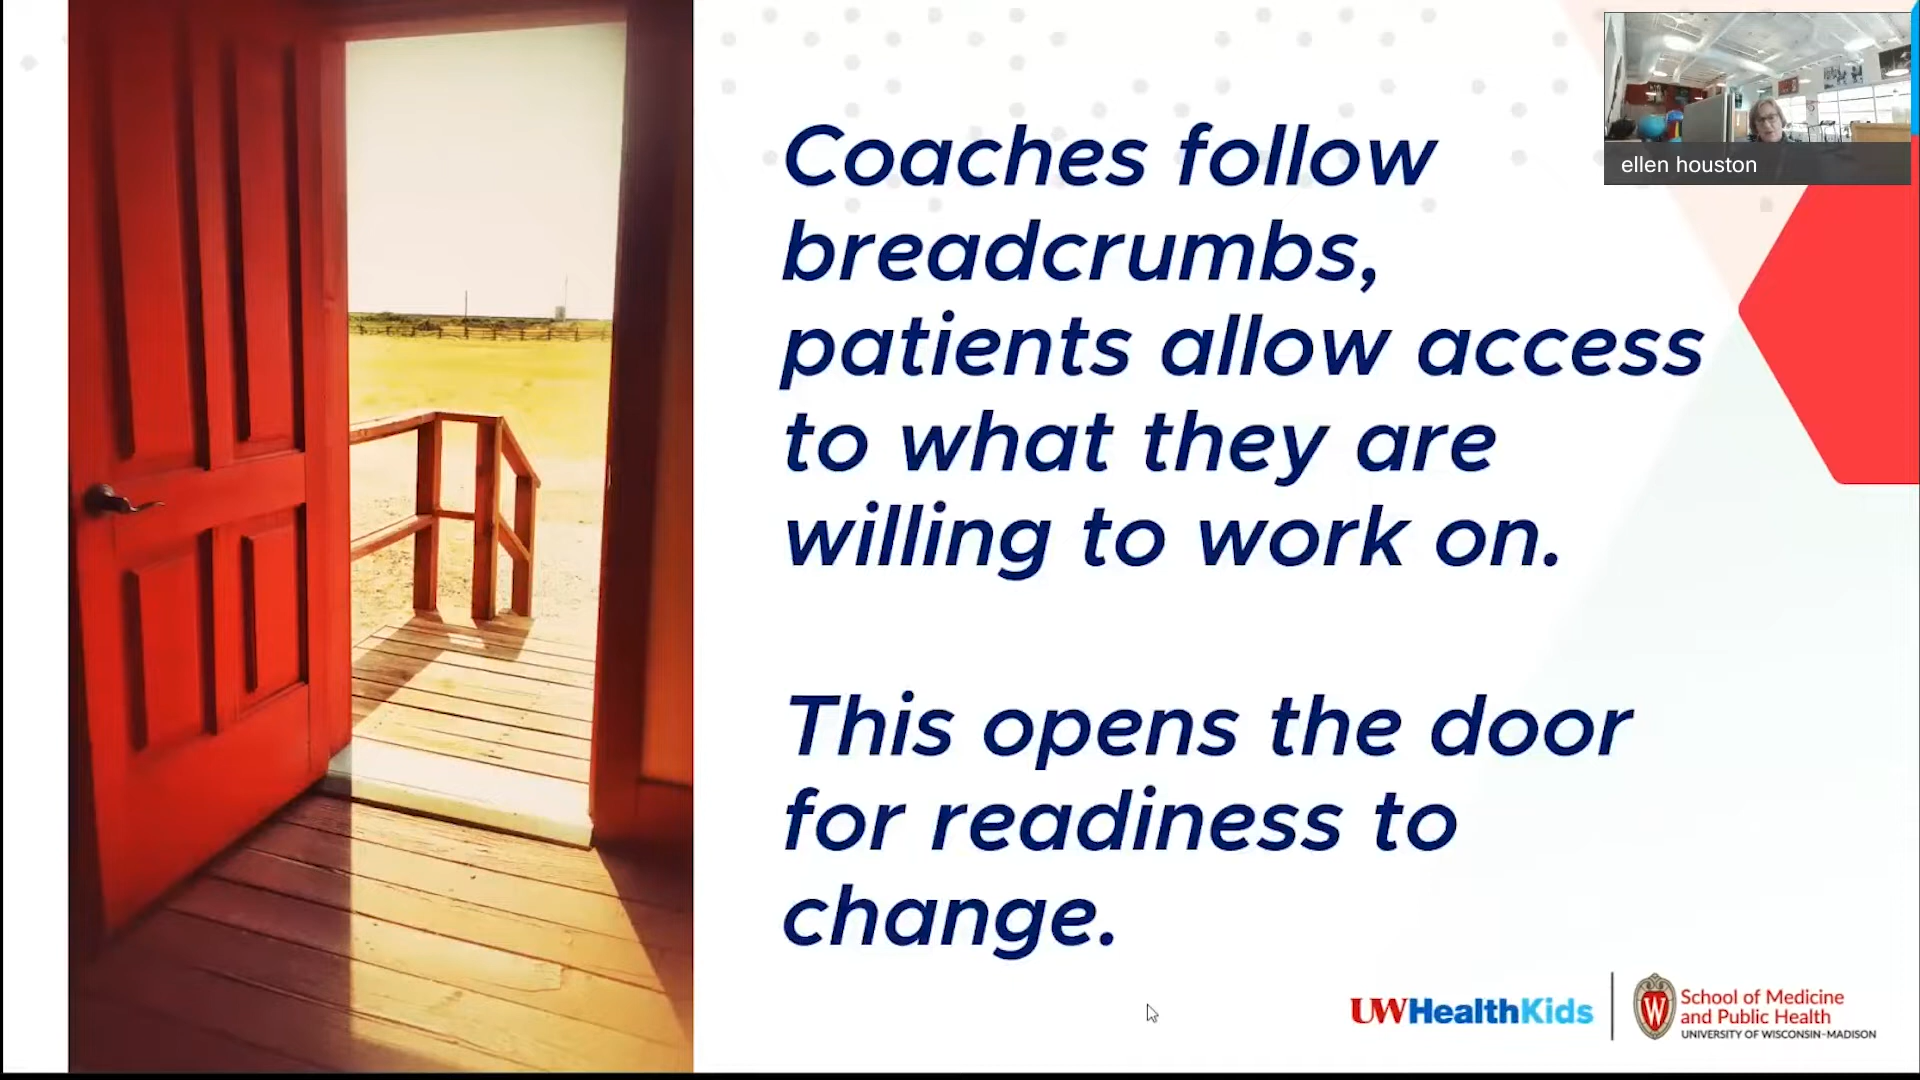 ellen houston
Coaches follow
breadcrumbs,
patients allow access
to what they are
willing to work on.
This opens the door
for readiness to
change.
UWHealthKids
W
School of Medicine
and Public Health
UNIVERSITY OF WISCONSIN–MADISON